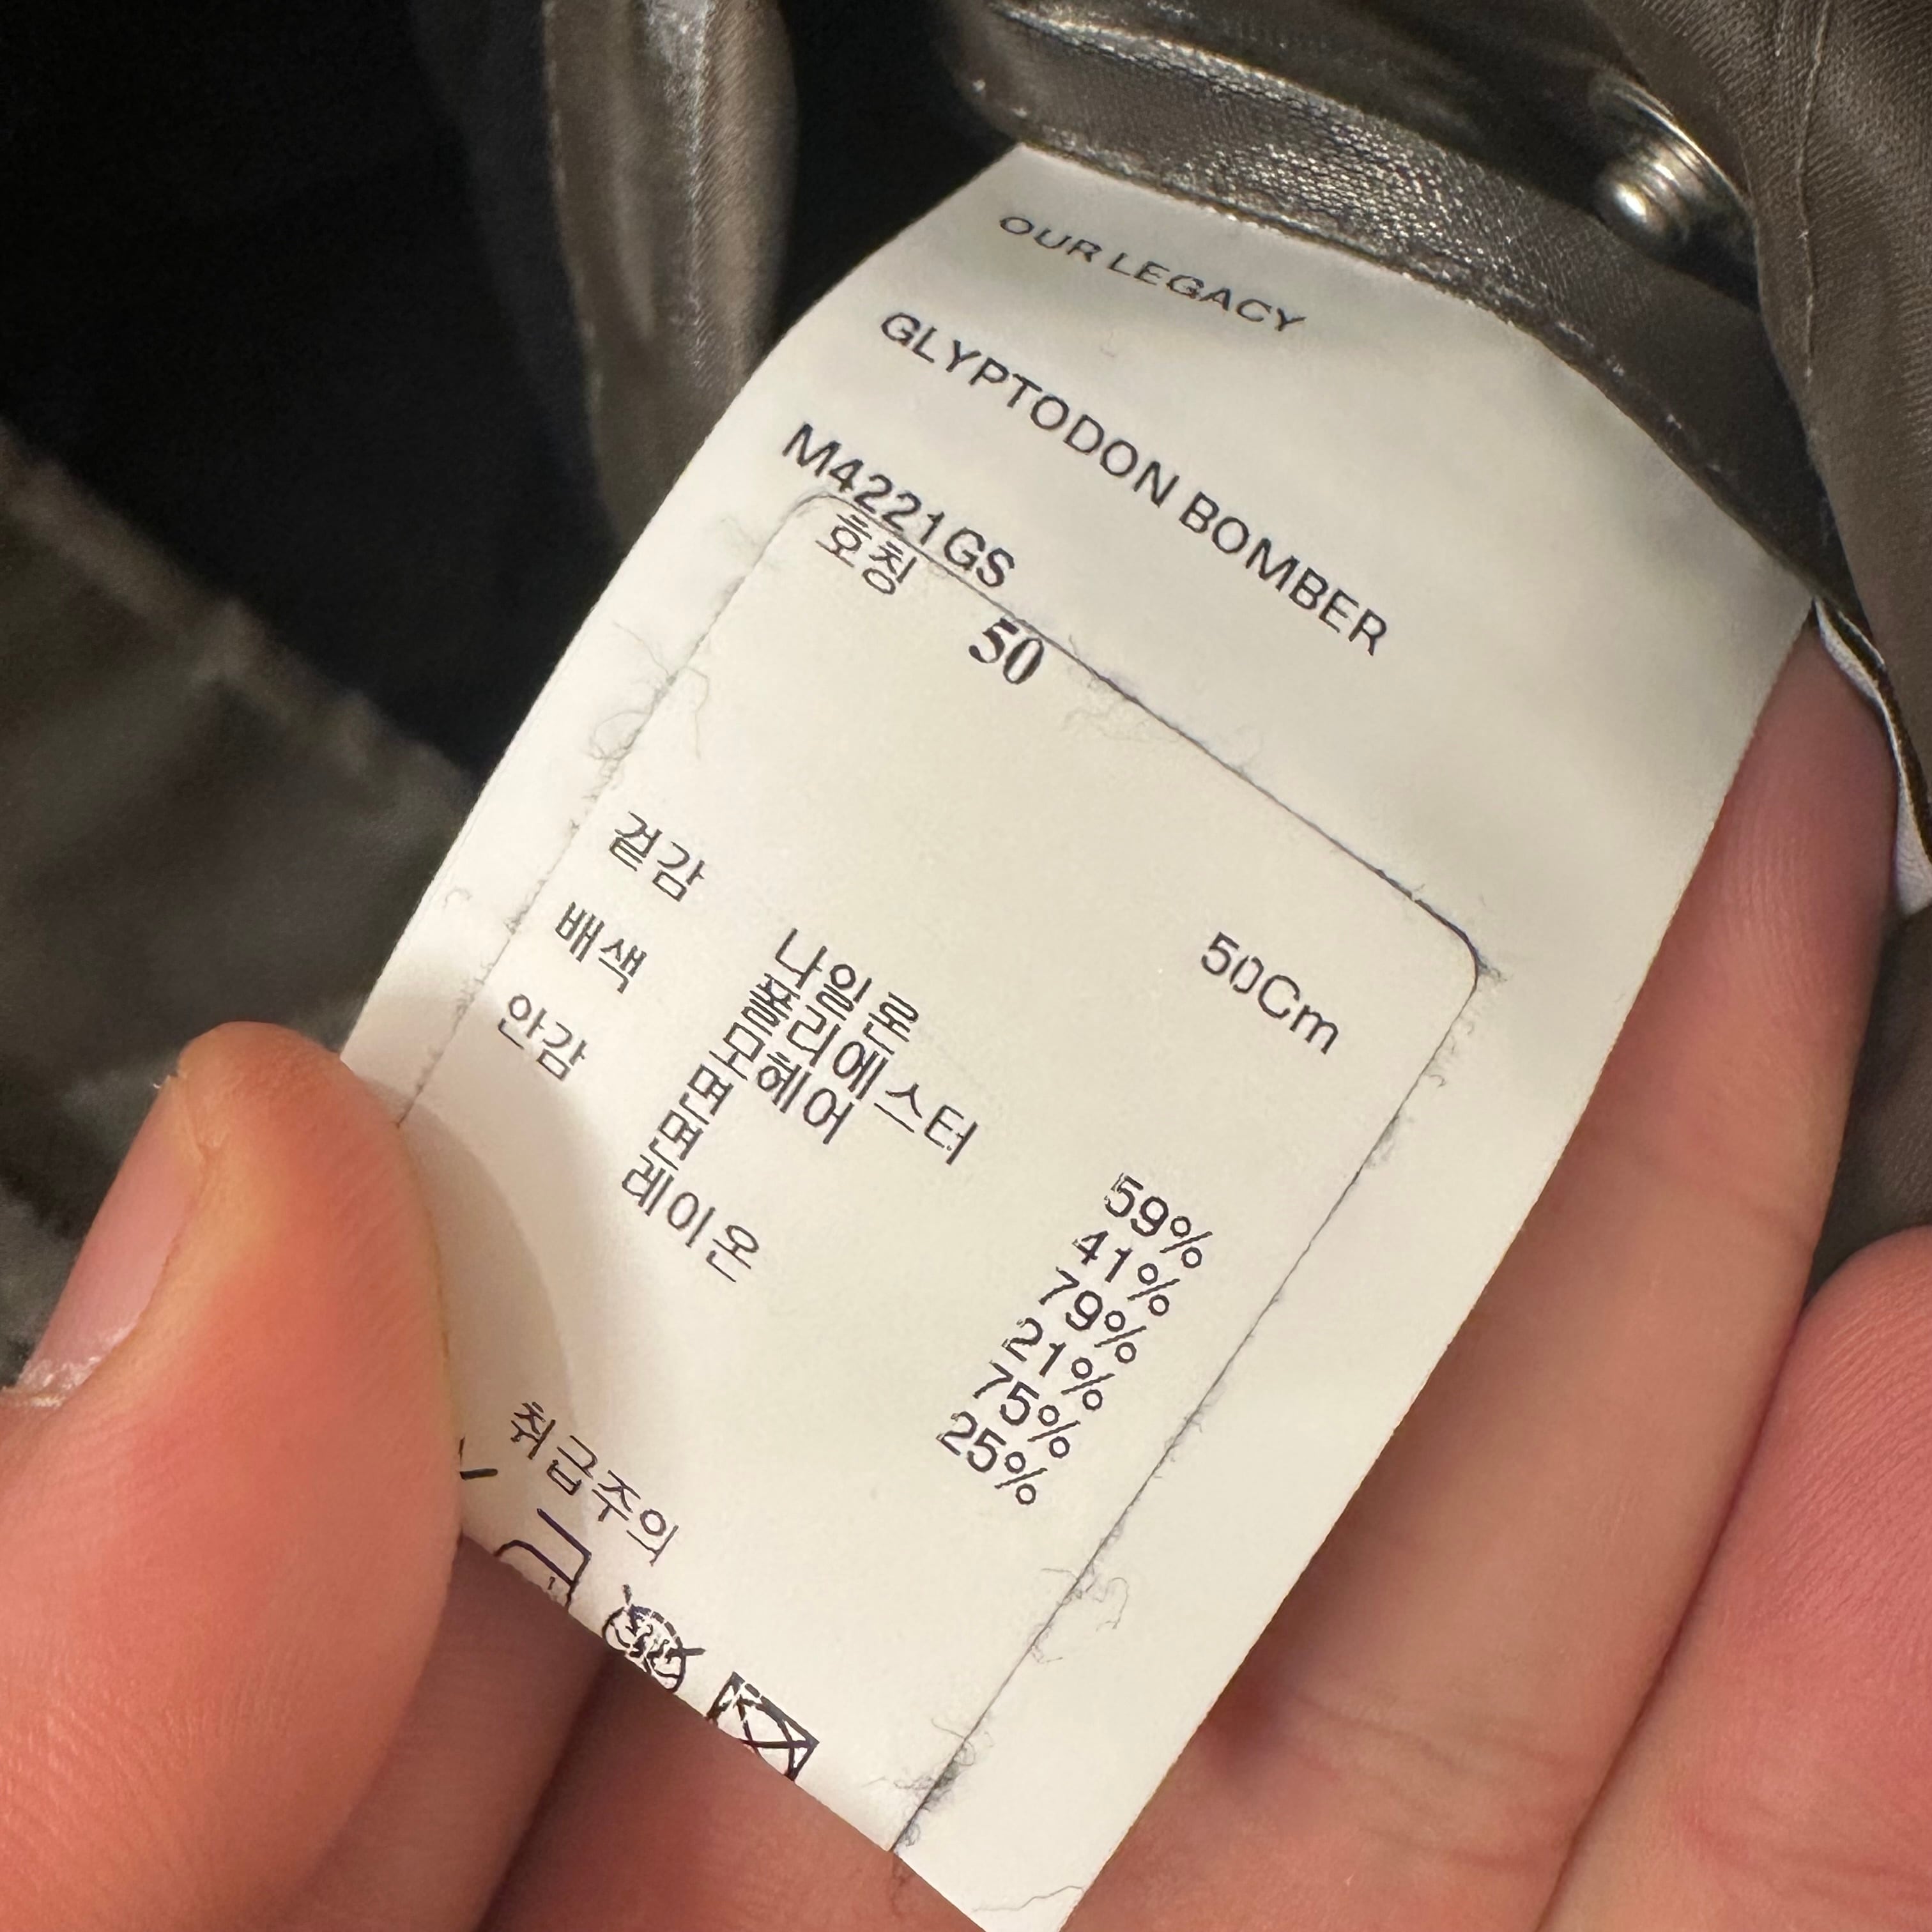 OUR LEGACY
GLYPTODON BOMBER
M4221GS
호칭 50
50Cm
겉감 나일론 59%
폴리에스터 41%
배색 모헤어 79%
면 21%
안감 면 75%
레이온 25%
취급주의